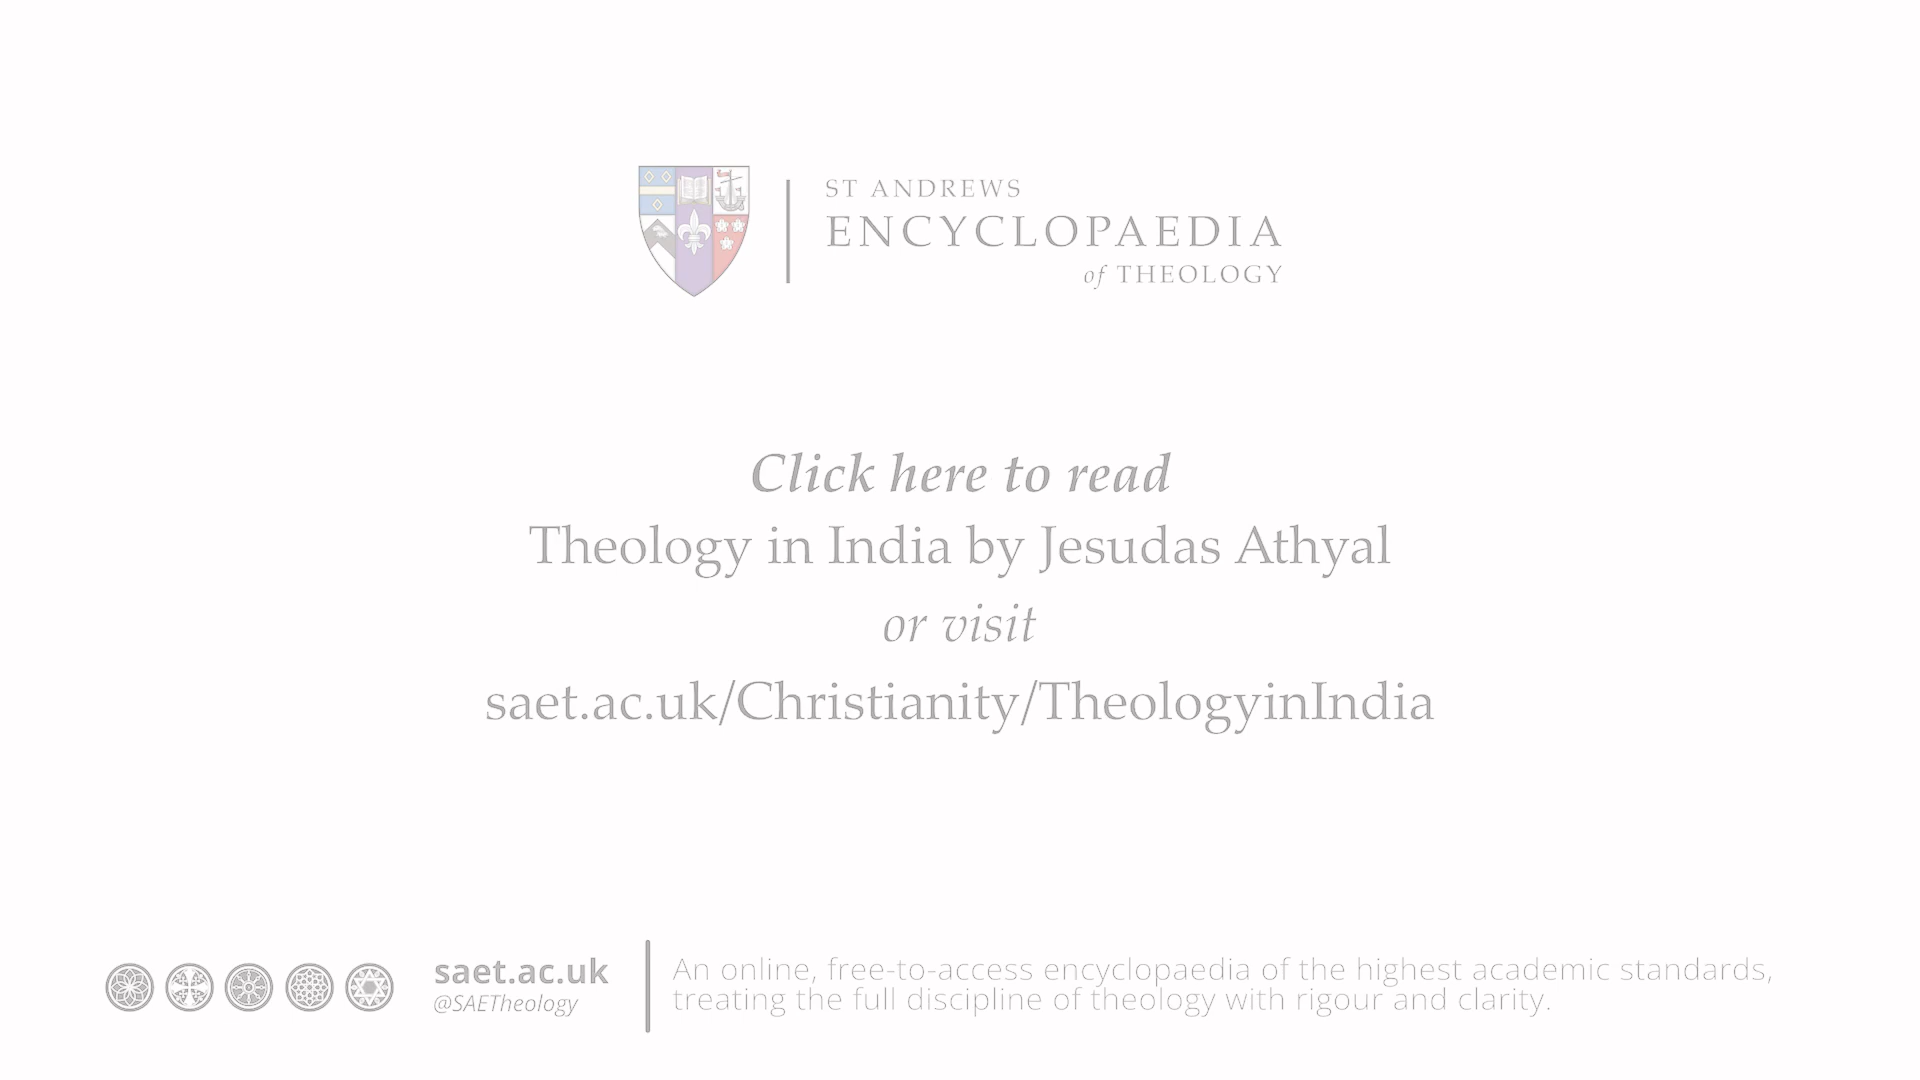 ST ANDREWS
ENCYCLOPAEDIA
of THEOLOGY
Click here to read
Theology in India by Jesudas Athyal
or visit
saet.ac.uk/Christianity/TheologyinIndia
saet.ac.uk
@SAETheology
An online, free-to-access encyclopaedia of the highest academic standards,
treating the full discipline of theology with rigour and clarity.